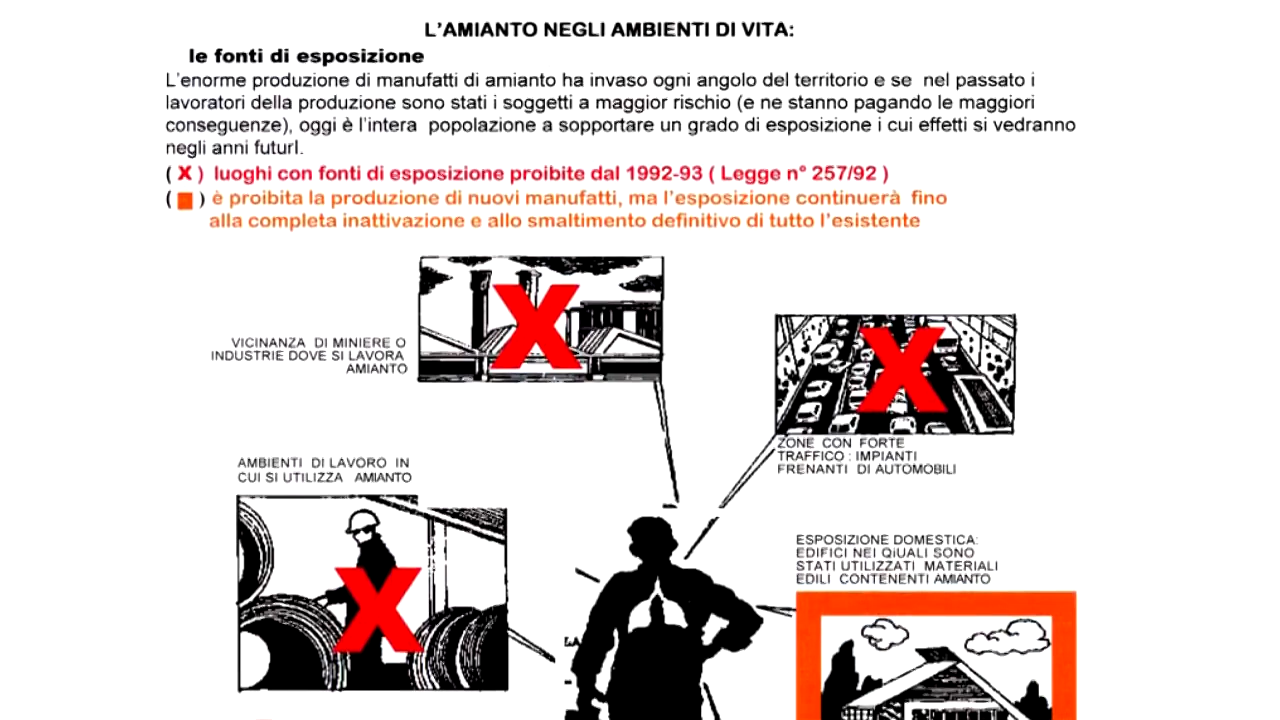 L'AMIANTO NEGLI AMBIENTI DI VITA:
le fonti di esposizione
L'enorme produzione di manufatti di amianto ha invaso ogni angolo del territorio e se nel passato i
lavoratori della produzione sono stati i soggetti a maggior rischio (e ne stanno pagando le maggiori
conseguenze), oggi è l'intera popolazione a sopportare un grado di esposizione i cui effetti si vedranno
negli anni futurI.
( X ) luoghi con fonti di esposizione proibite dal 1992-93 ( Legge n° 257/92 )
( ■ ) è proibita la produzione di nuovi manufatti, ma l'esposizione continuerà fino
alla completa inattivazione e allo smaltimento definitivo di tutto l'esistente
VICINANZA DI MINIERE O
INDUSTRIE DOVE SI LAVORA
AMIANTO
ZONE CON FORTE
TRAFFICO : IMPIANTI
FRENANTI DI AUTOMOBILI
AMBIENTI DI LAVORO IN
CUI SI UTILIZZA AMIANTO
ESPOSIZIONE DOMESTICA:
EDIFICI NEI QiUALI SONO
STATI UTILIZZATI MATERIALI
EDILI CONTENENTI AMIANTO